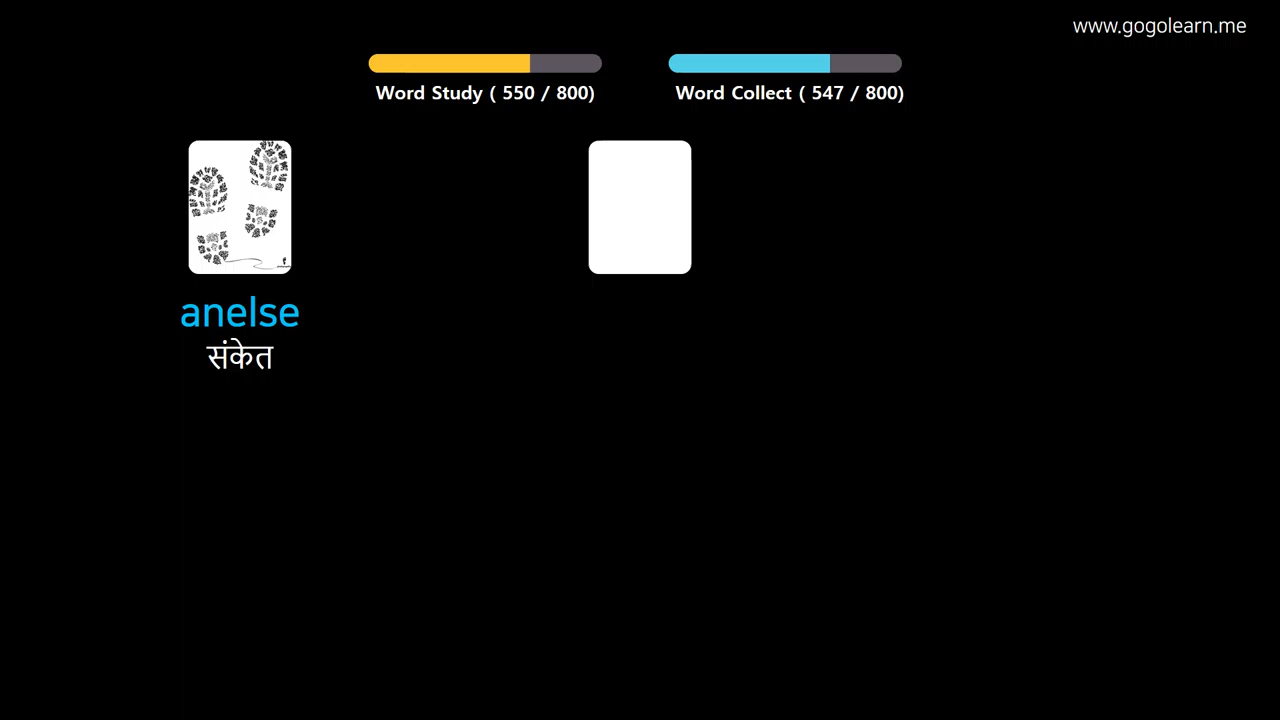 www.gogolearn.me
Word Study ( 550 / 800)
Word Collect ( 547 / 800)
anelse
संकेत